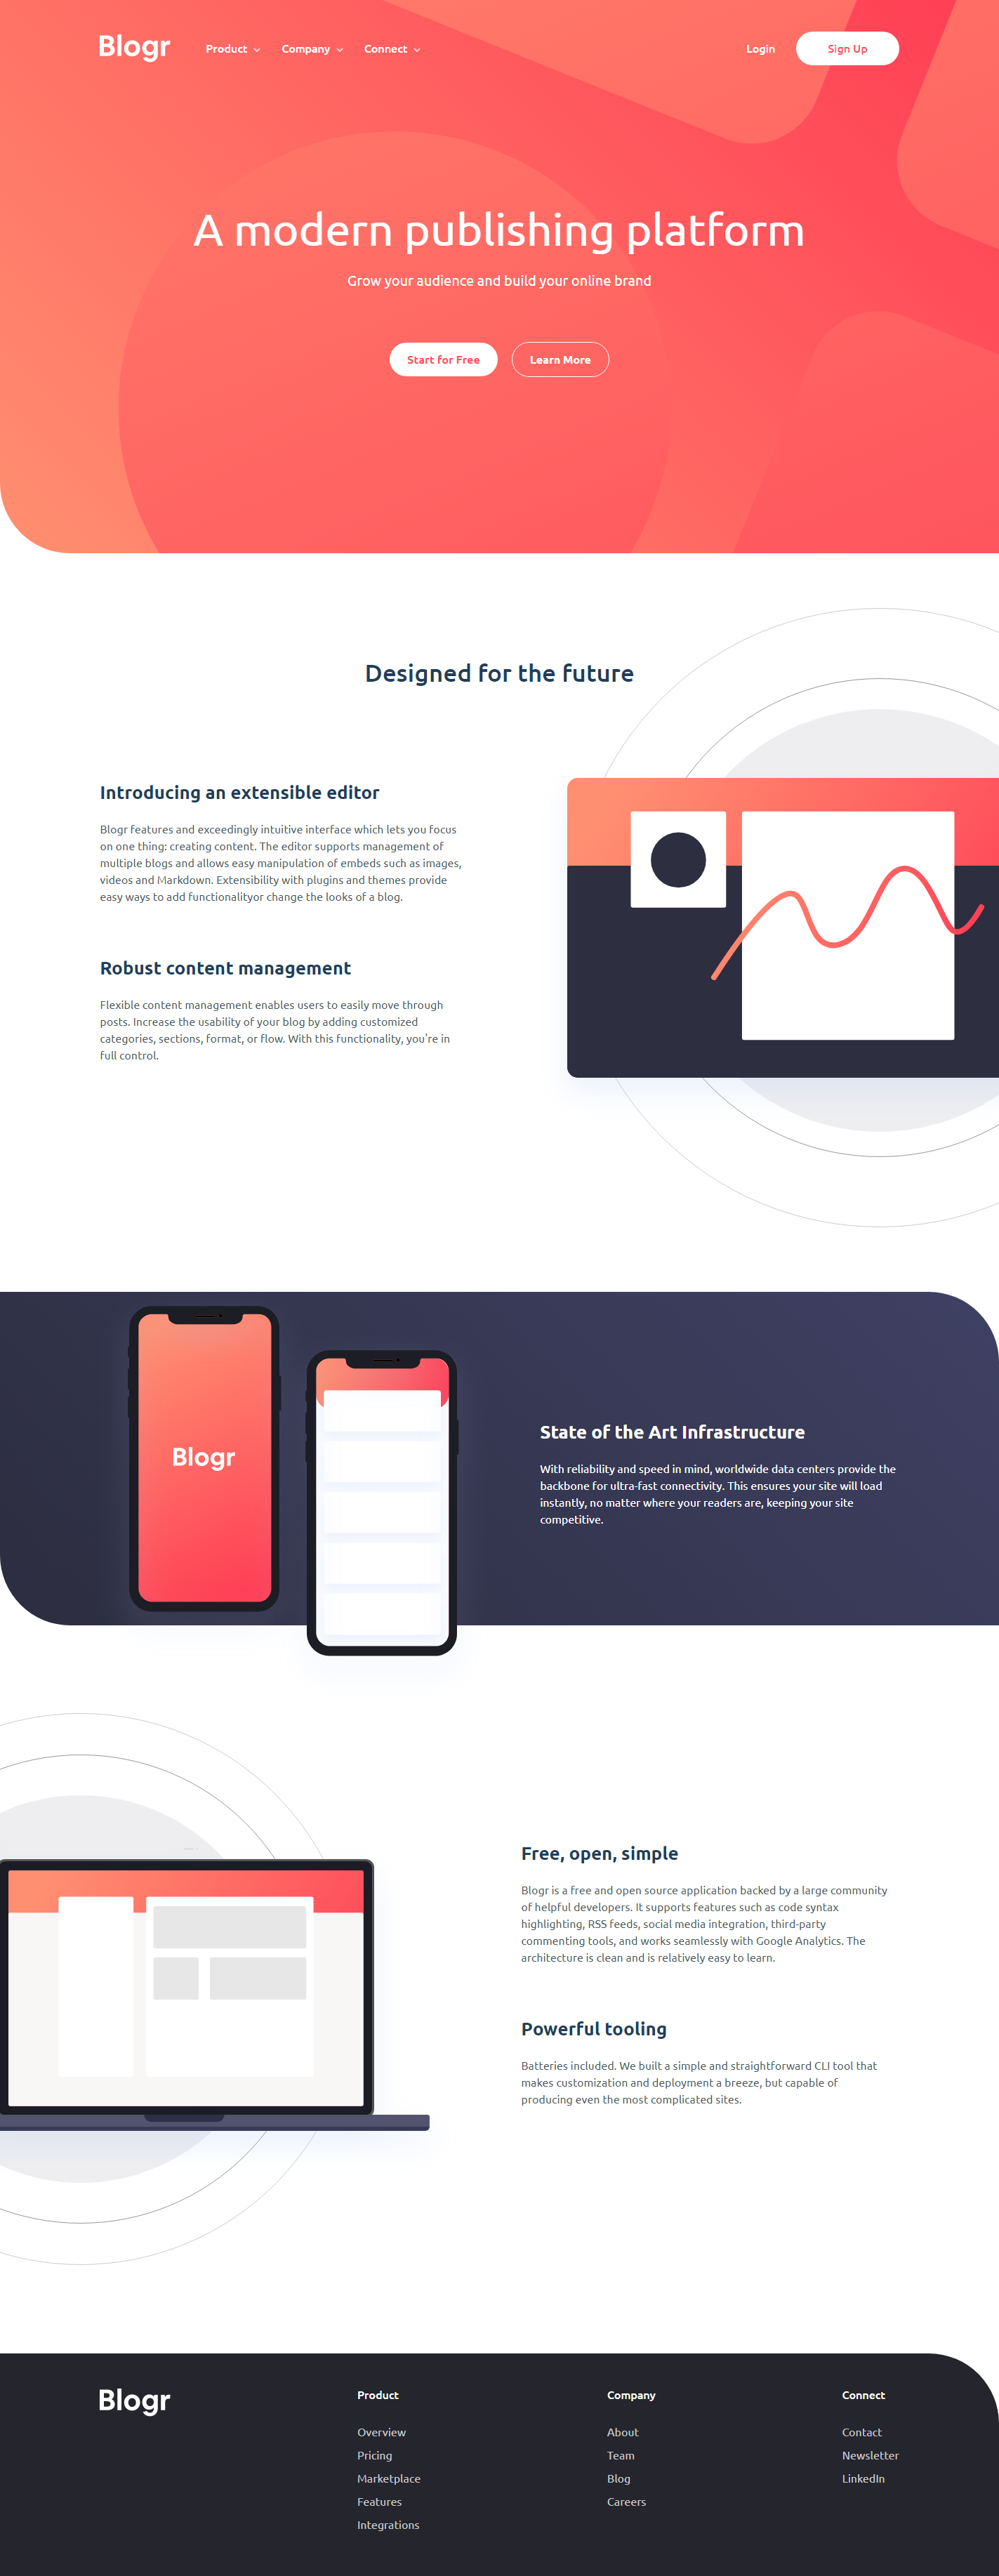 Blogr
Product
Company
Connect
Login
Sign Up
A modern publishing platform
Grow your audience and build your online brand
Start for Free
Learn More
Designed for the future
Introducing an extensible editor
Blogr features and exceedingly intuitive interface which lets you focus
on one thing: creating content. The editor supports management of
multiple blogs and allows easy manipulation of embeds such as images,
videos and Markdown. Extensibility with plugins and themes provide
easy ways to add functionalityor change the looks of a blog.
Robust content management
Flexible content management enables users to easily move through
posts. Increase the usability of your blog by adding customized
categories, sections, format, or flow. With this functionality, you're in
full control.
Blogr
State of the Art Infrastructure
With reliability and speed in mind, worldwide data centers provide the
backbone for ultra-fast connectivity. This ensures your site will load
instantly, no matter where your readers are, keeping your site
competitive.
Free, open, simple
Blogr is a free and open source application backed by a large community
of helpful developers. It supports features such as code syntax
highlighting, RSS feeds, social media integration, third-party
commenting tools, and works seamlessly with Google Analytics. The
architecture is clean and is relatively easy to learn.
Powerful tooling
Batteries included. We built a simple and straightforward CLI tool that
makes customization and deployment a breeze, but capable of
producing even the most complicated sites.
Blogr
Product
Overview
Pricing
Marketplace
Features
Integrations
Company
About
Team
Blog
Careers
Connect
Contact
Newsletter
LinkedIn